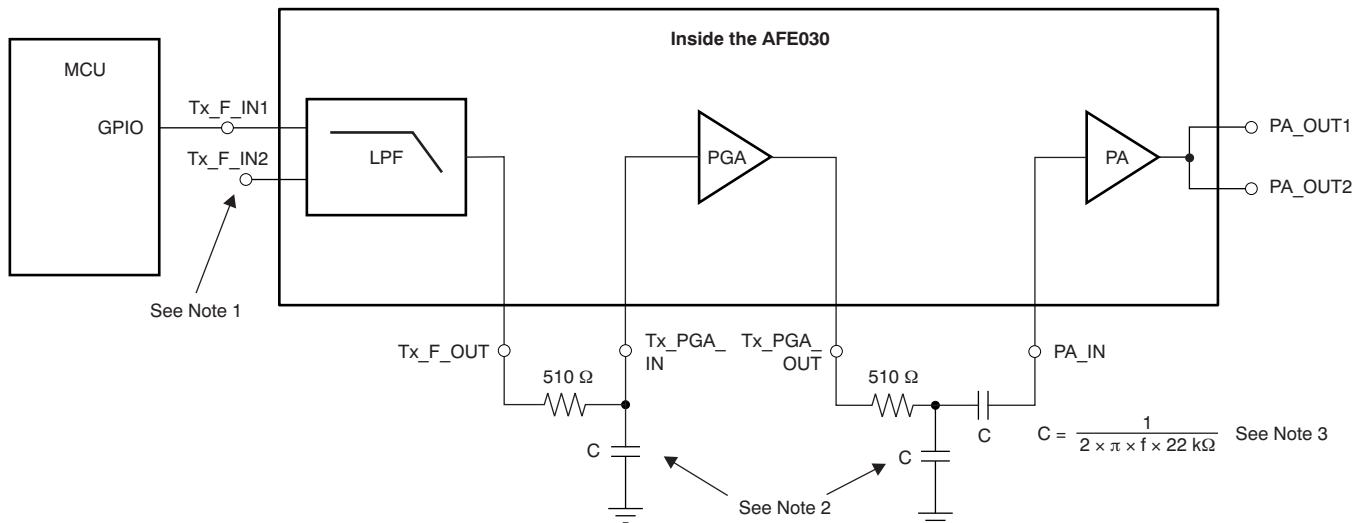 Inside the AFE030
MCU
GPIO
Tx_F_IN1
Tx_F_IN2
LPF
PGA
PA
PA_OUT1
PA_OUT2
See Note 1
Tx_F_OUT
Tx_PGA_
IN
Tx_PGA_
OUT
PA_IN
510 Ω
510 Ω
C
C
C
C = 1 / 2 × π × f × 22 kΩ See Note 3
See Note 2